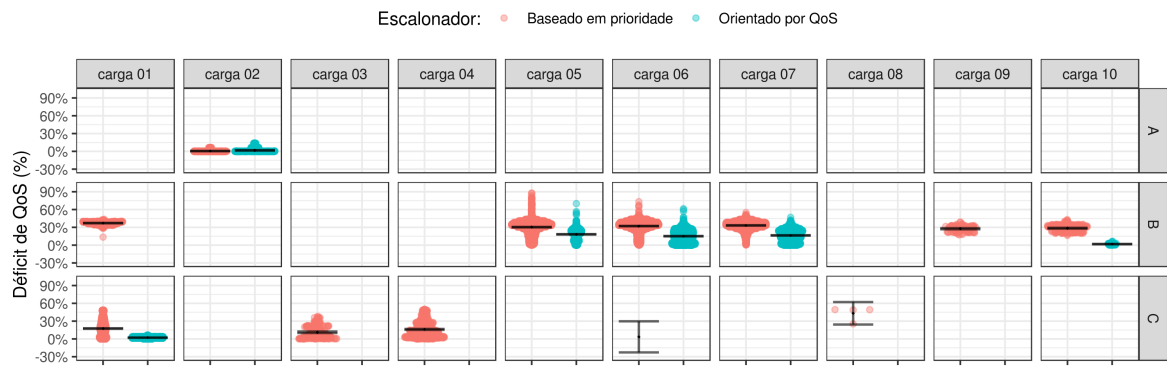 Escalonador: Baseado em prioridade Orientado por QoS
carga 01 carga 02 carga 03 carga 04 carga 05 carga 06 carga 07 carga 08 carga 09 carga 10
Déficit de QoS (%)
90%
60%
30%
0%
-30%
A
90%
60%
30%
0%
-30%
B
90%
60%
30%
0%
-30%
C